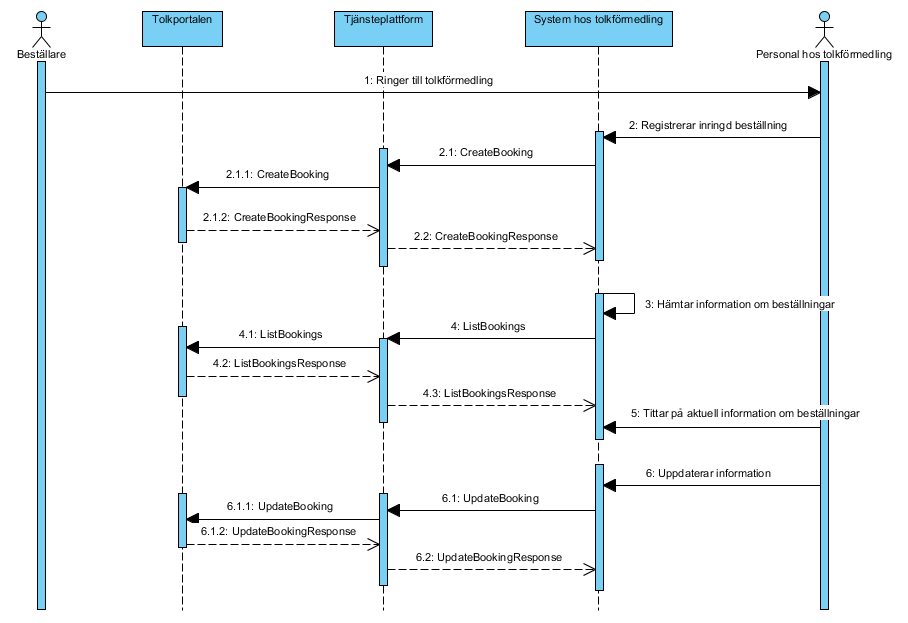 Tolkportalen
Tjänsteplattform
System hos tolkförmedling
Beställare
Personal hos tolkförmedling
1: Ringer till tolkförmedling
2: Registrerar inringd beställning
2.1: CreateBooking
2.1.1: CreateBooking
2.1.2: CreateBookingResponse
2.2: CreateBookingResponse
3: Hämtar information om beställningar
4: ListBookings
4.1: ListBookings
4.2: ListBookingsResponse
4.3: ListBookingsResponse
5: Tittar på aktuell information om beställningar
6: Uppdaterar information
6.1: UpdateBooking
6.1.1: UpdateBooking
6.1.2: UpdateBookingResponse
6.2: UpdateBookingResponse